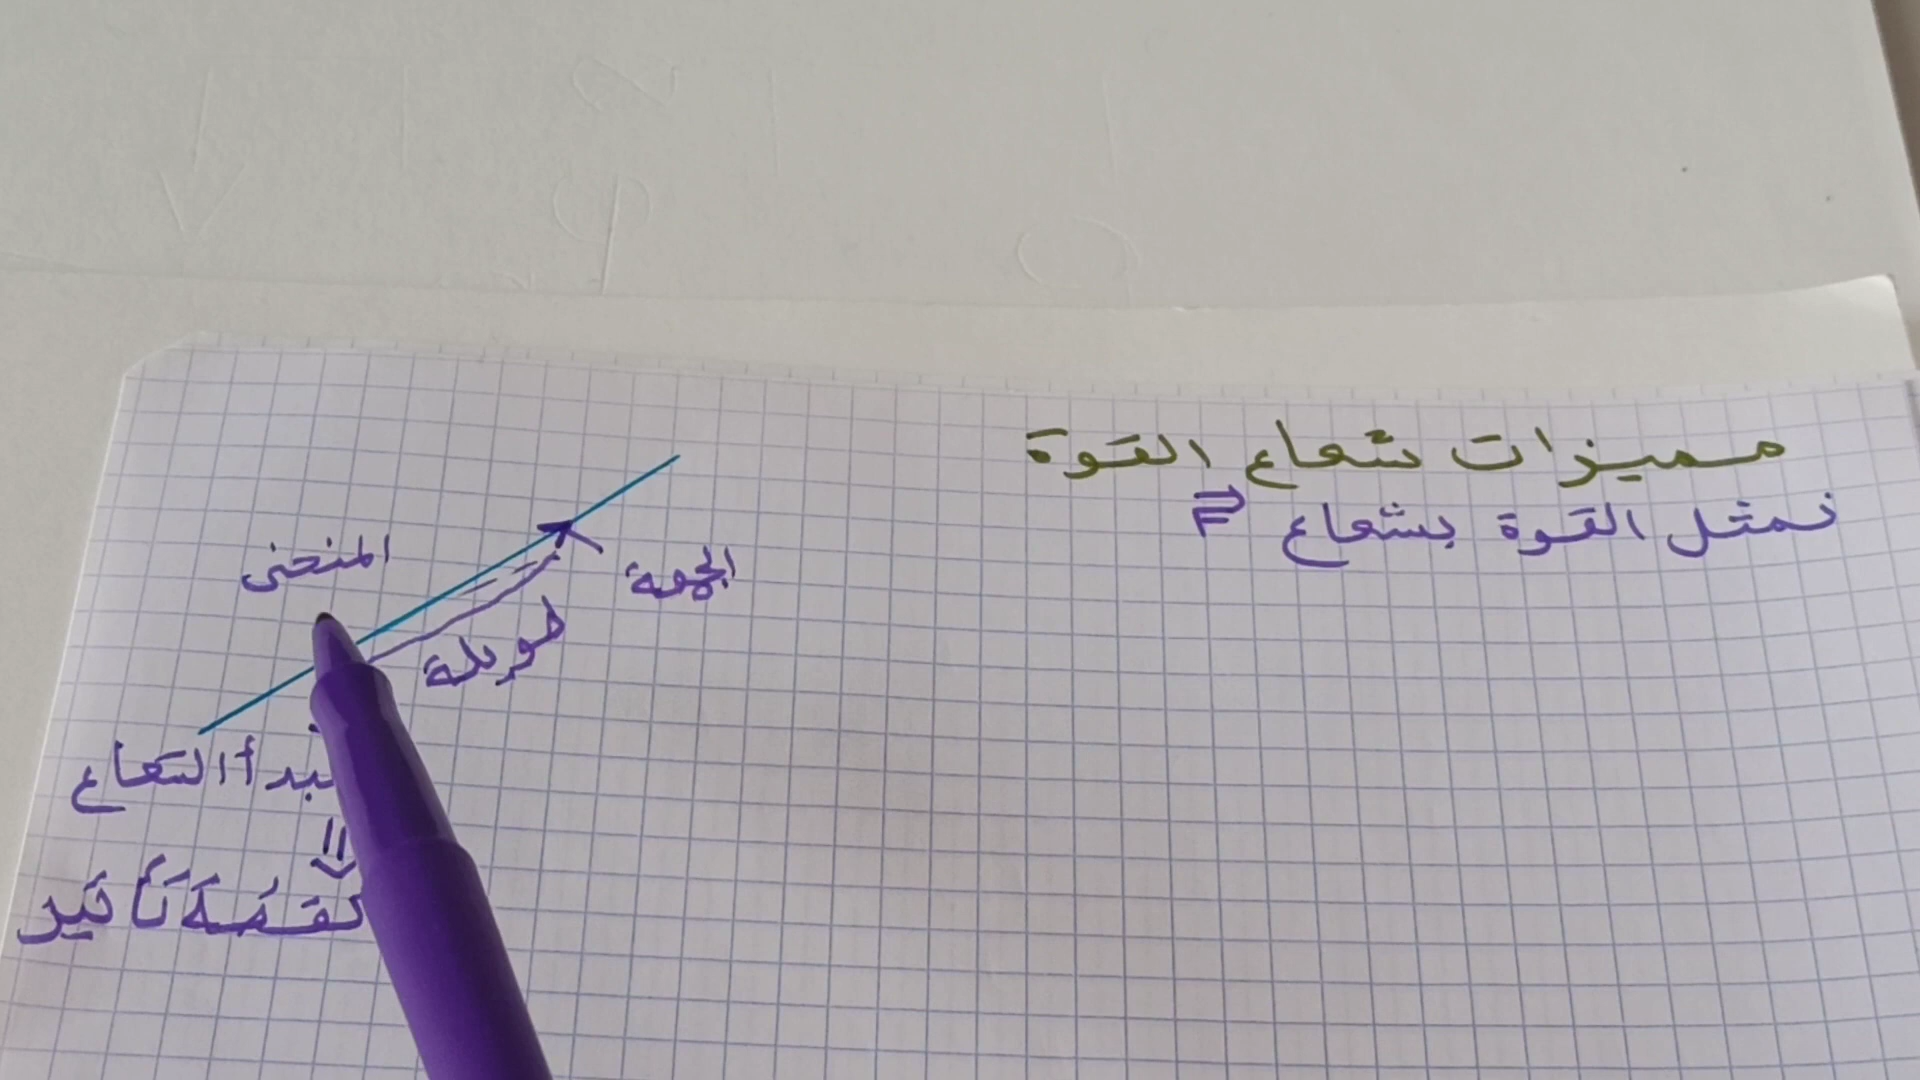 مميزات شعاع القوة
نمثل القوة بشعاع F
المنحنى
الجهة
طويلة
مبدأ الشعاع
نقطة تأثير